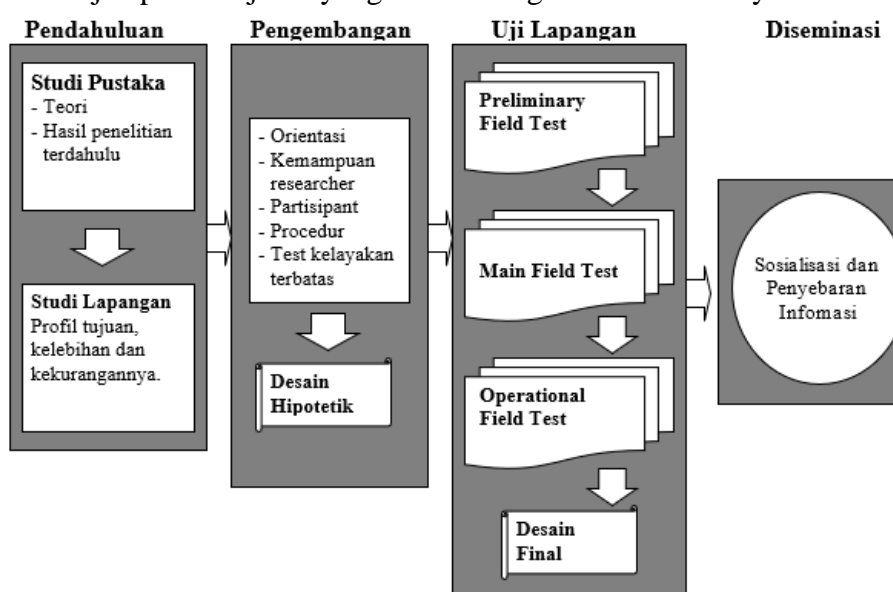 Pendahuluan
Pengembangan
Uji Lapangan
Diseminasi
Studi Pustaka
- Teori
- Hasil penelitian
terdahulu
Studi Lapangan
Profil tujuan,
kelebihan dan
kekurangannya.
- Orientasi
- Kemampuan
researcher
- Partisipant
- Procedur
- Test kelayakan
terbatas
Desain
Hipotetik
Preliminary
Field Test
Main Field Test
Operational
Field Test
Desain
Final
Sosialisasi dan
Penyebaran
Infomasi